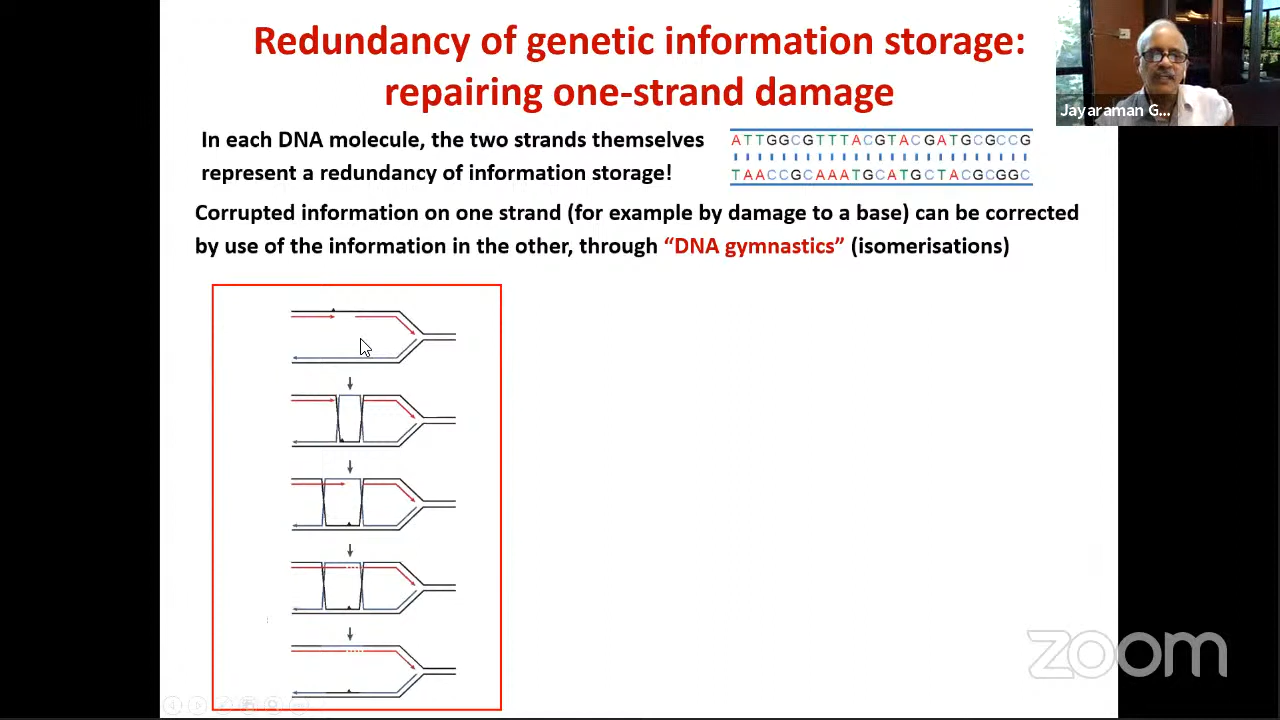 Redundancy of genetic information storage:
repairing one-strand damage
Jayaraman G...
In each DNA molecule, the two strands themselves
represent a redundancy of information storage!
ATTGGCGTTTACGTACGATGCGCCG
TAACCGCAAATGCATGCTACGCGGC
Corrupted information on one strand (for example by damage to a base) can be corrected
by use of the information in the other, through “DNA gymnastics” (isomerisations)
zoom